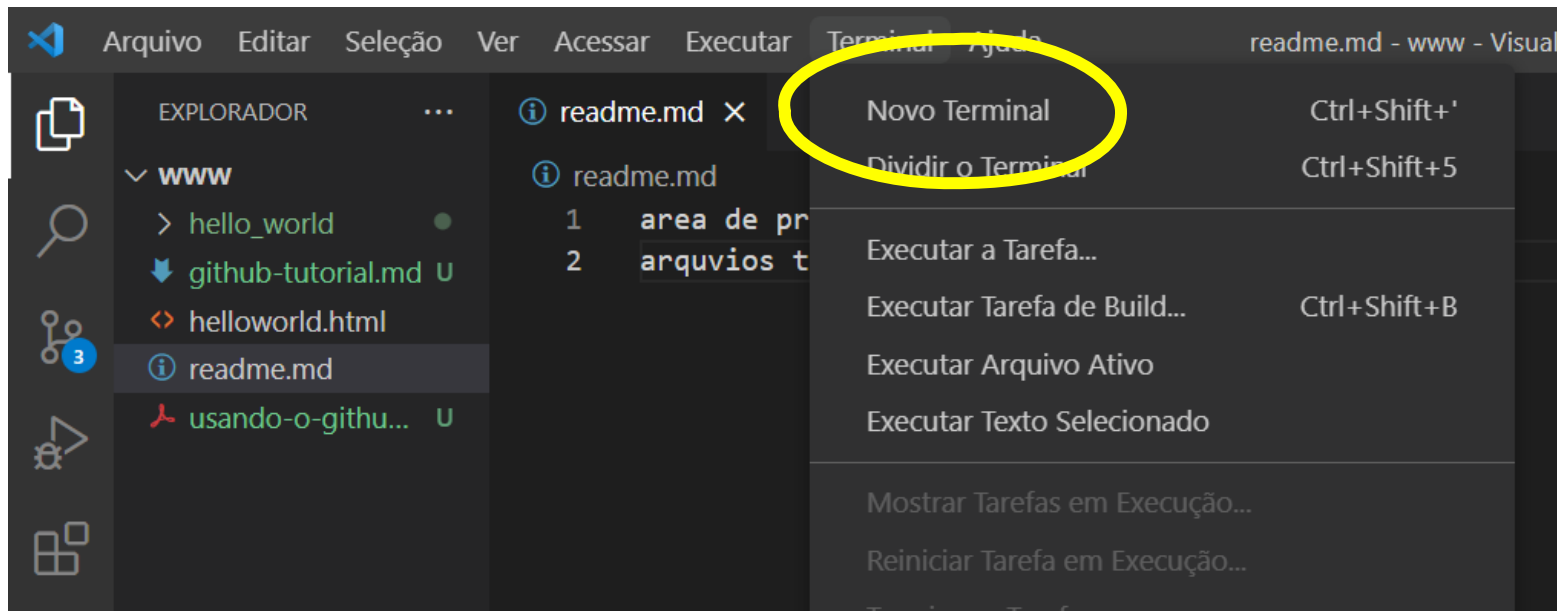 Arquivo Editar Seleção Ver Acessar Executar Terminal Ajuda readme.md - www - Visual
EXPLORADOR ...
www
hello_world
github-tutorial.md U
helloworld.html
readme.md
usando-o-githu... U
3
readme.md
readme.md
1 area de pr
2 arquvios t
Novo Terminal Ctrl+Shift+'
Dividir o Terminal Ctrl+Shift+5
Executar a Tarefa...
Executar Tarefa de Build... Ctrl+Shift+B
Executar Arquivo Ativo
Executar Texto Selecionado
Mostrar Tarefas em Execução...
Reiniciar Tarefa em Execução...